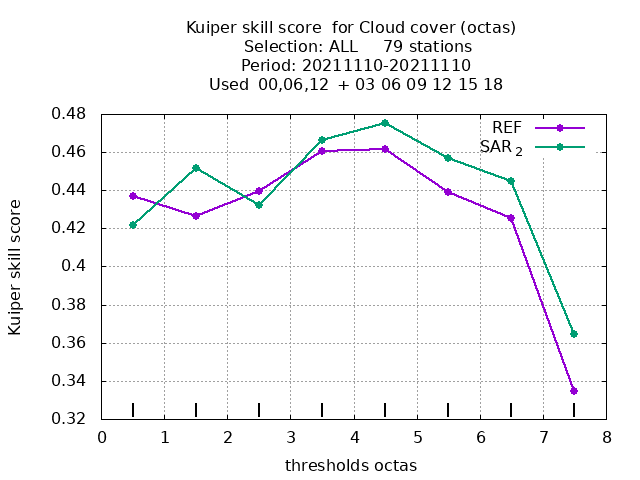 Kuiper skill score  for Cloud cover (octas)
Selection: ALL     79 stations
Period: 20211110-20211110
Used  00,06,12  + 03 06 09 12 15 18
REF
SAR 2
0.48
0.46
0.44
0.42
0.4
0.38
0.36
0.34
0.32
Kuiper skill score
0 1 2 3 4 5 6 7 8
thresholds octas